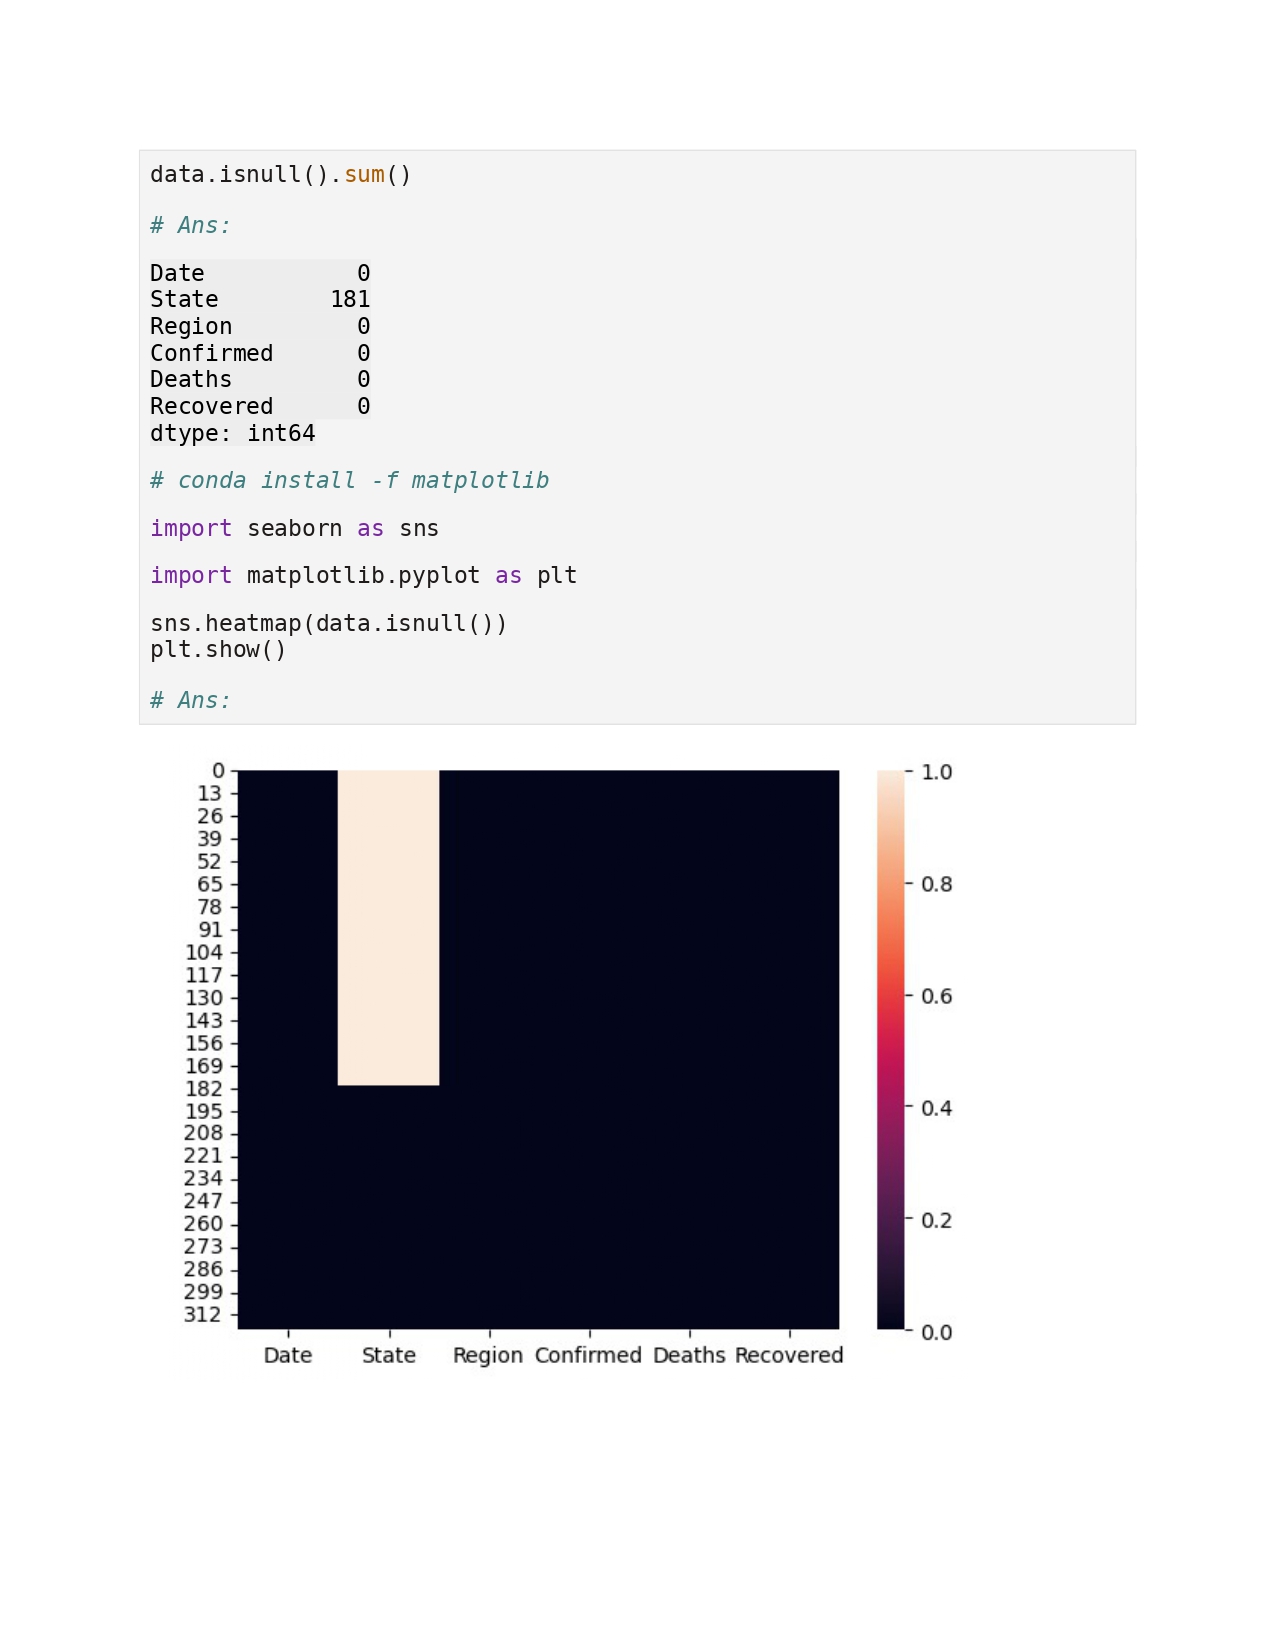 data.isnull().sum()
# Ans:
Date 0
State 181
Region 0
Confirmed 0
Deaths 0
Recovered 0
dtype: int64
# conda install -f matplotlib
import seaborn as sns
import matplotlib.pyplot as plt
sns.heatmap(data.isnull())
plt.show()
# Ans:
0
13
26
39
52
65
78
91
104
117
130
143
156
169
182
195
208
221
234
247
260
273
286
299
312
Date State Region Confirmed Deaths Recovered
1.0
0.8
0.6
0.4
0.2
0.0